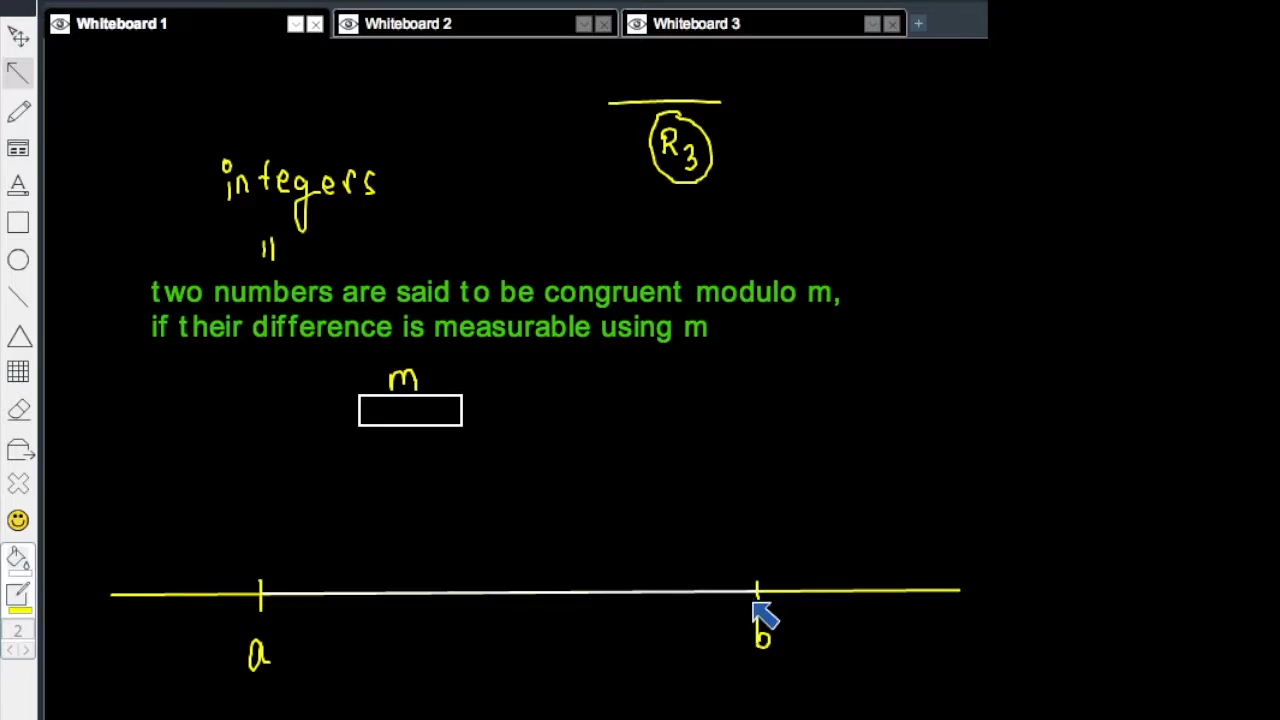 Whiteboard 1
Whiteboard 2
Whiteboard 3
R3
integers
two numbers are said to be congruent modulo m,
if their difference is measurable using m
m
a
b
A
2